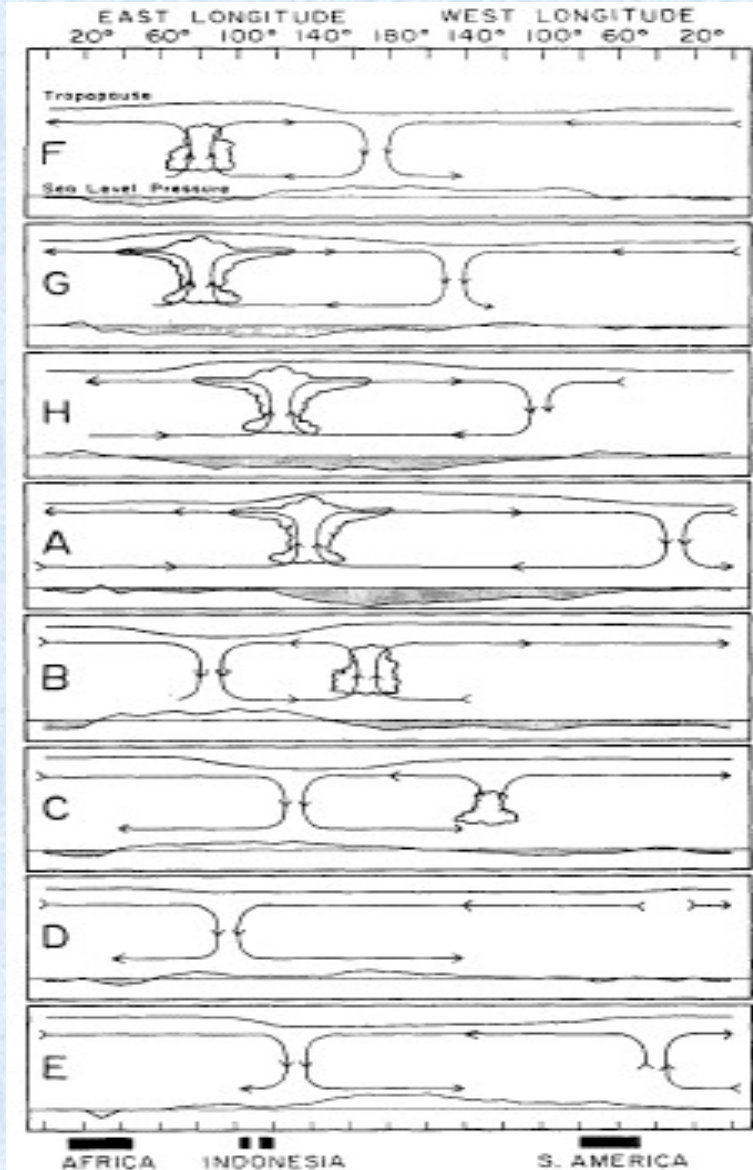 EAST LONGITUDE WEST LONGITUDE
20° 60° 100° 140° 180° 140° 100° 60° 20°
Tropopause
F
Sea Level Pressure
G
H
A
B
C
D
E
AFRICA INDONESIA S. AMERICA